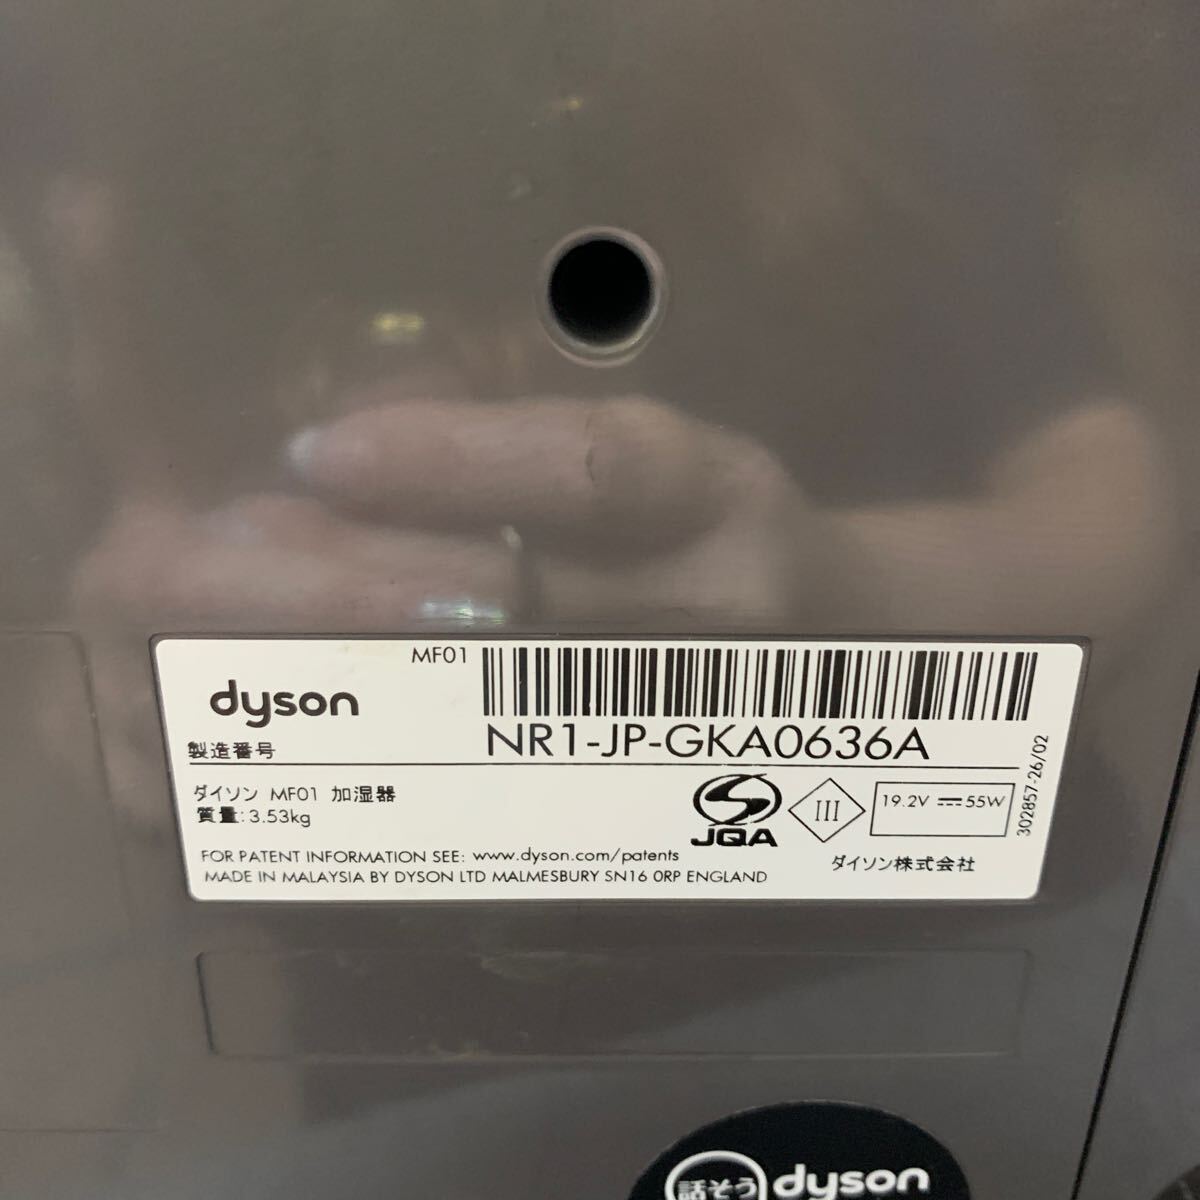 MF01
dyson
製造番号 NR1-JP-GKA0636A
ダイソン MF01 加湿器
質量:3.53kg
JQA
III
19.2V ⎓ 55W
302857-26/02
FOR PATENT INFORMATION SEE: www.dyson.com/patents
ダイソン株式会社
MADE IN MALAYSIA BY DYSON LTD MALMESBURY SN16 0RP ENGLAND
話そう dyson